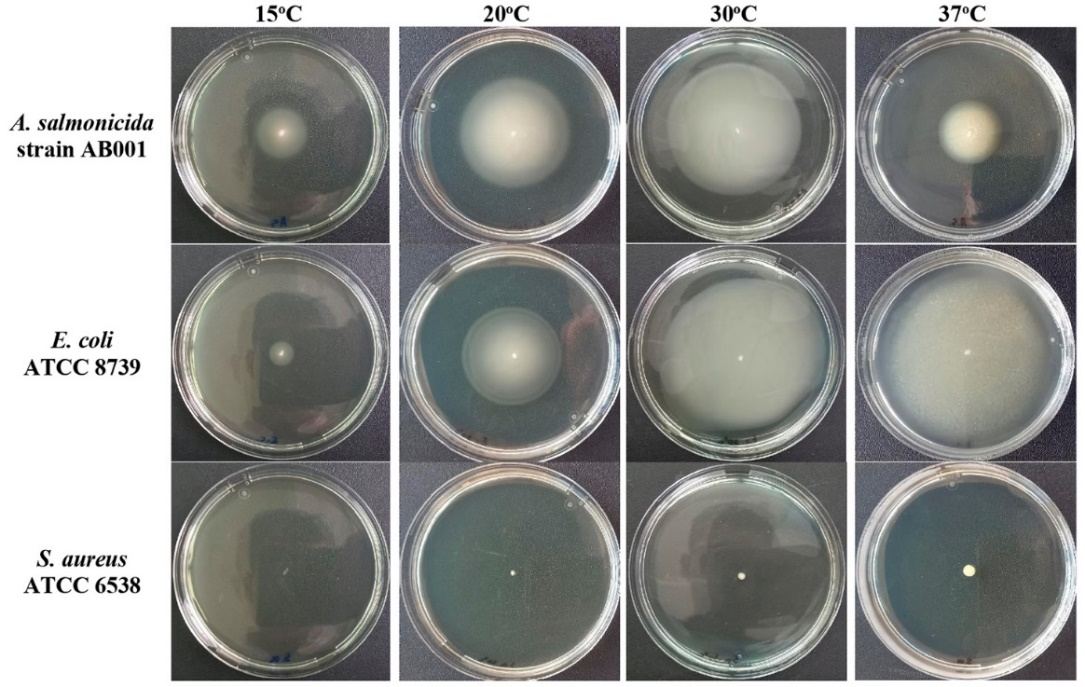 15°C 20°C 30°C 37°C
A. salmonicida
strain AB001
E. coli
ATCC 8739
S. aureus
ATCC 6538